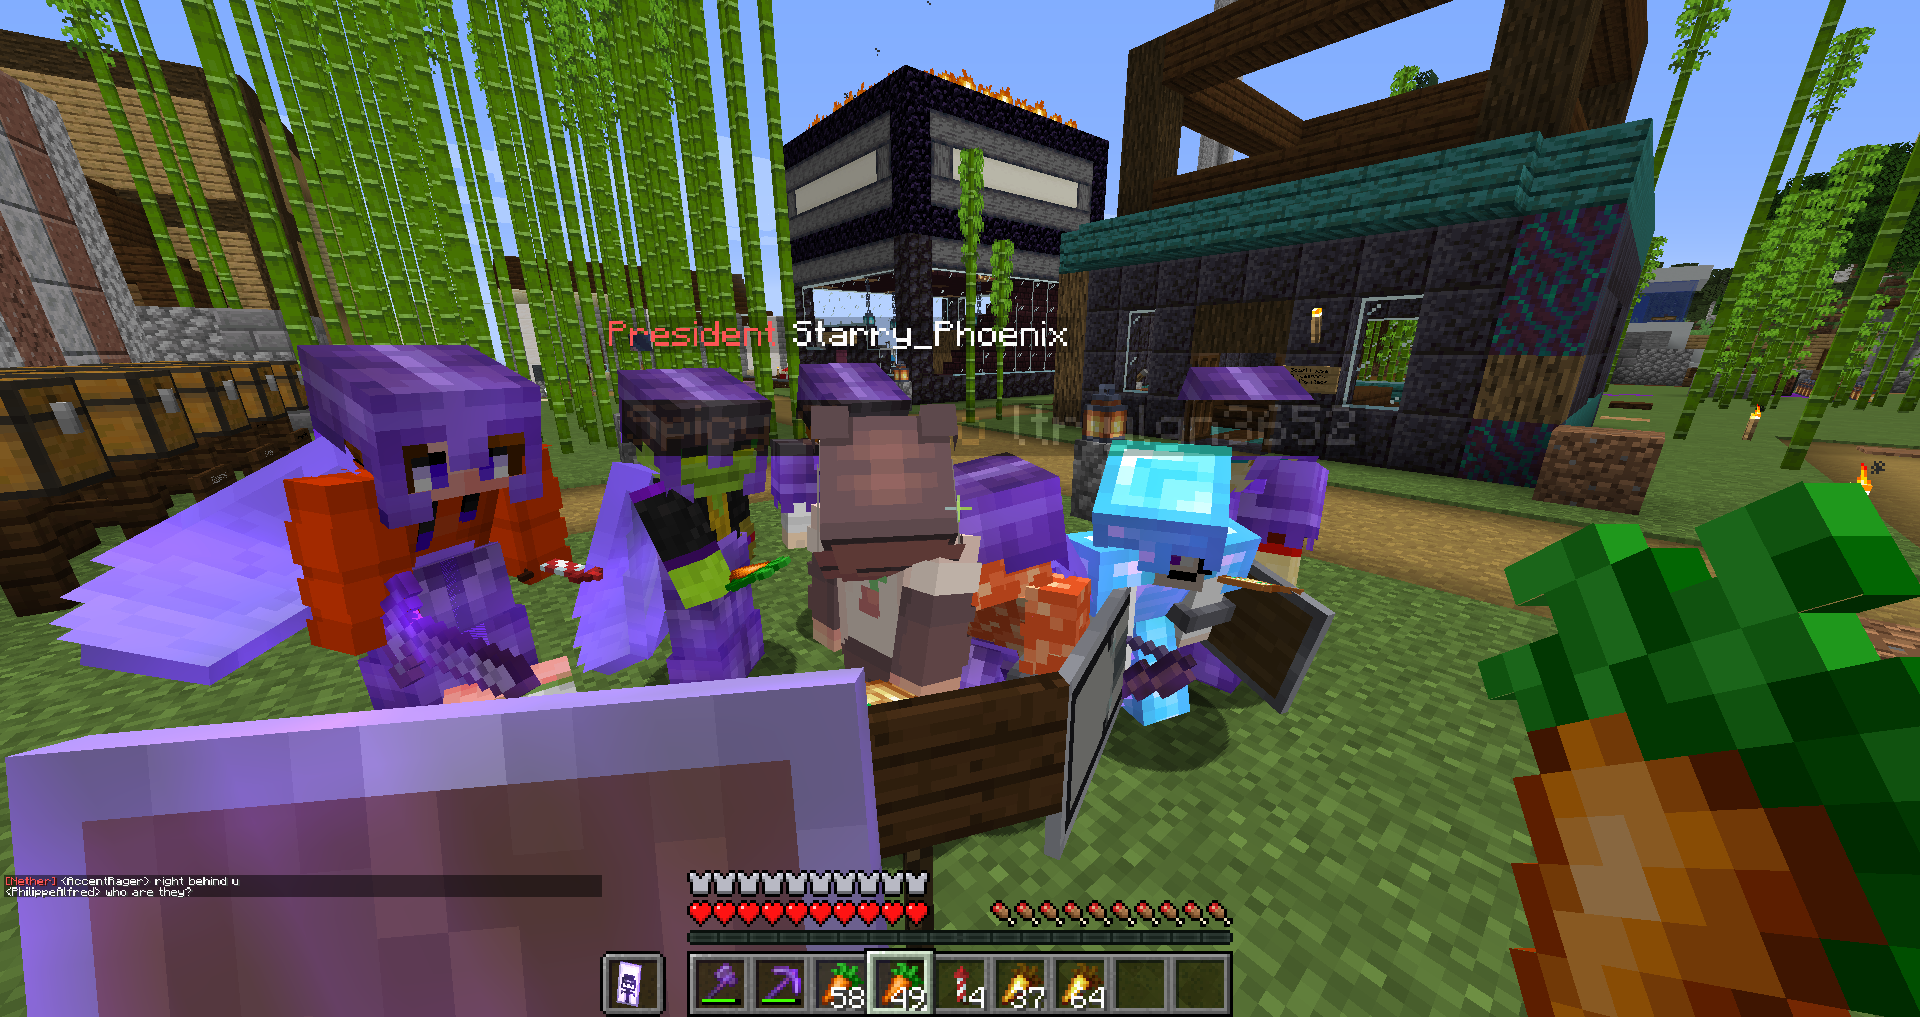 President Starry_Phoenix
[Nether] <AccentRager> right behind u
<PhilippeAlfred> who are they?
58
49
4
37
64